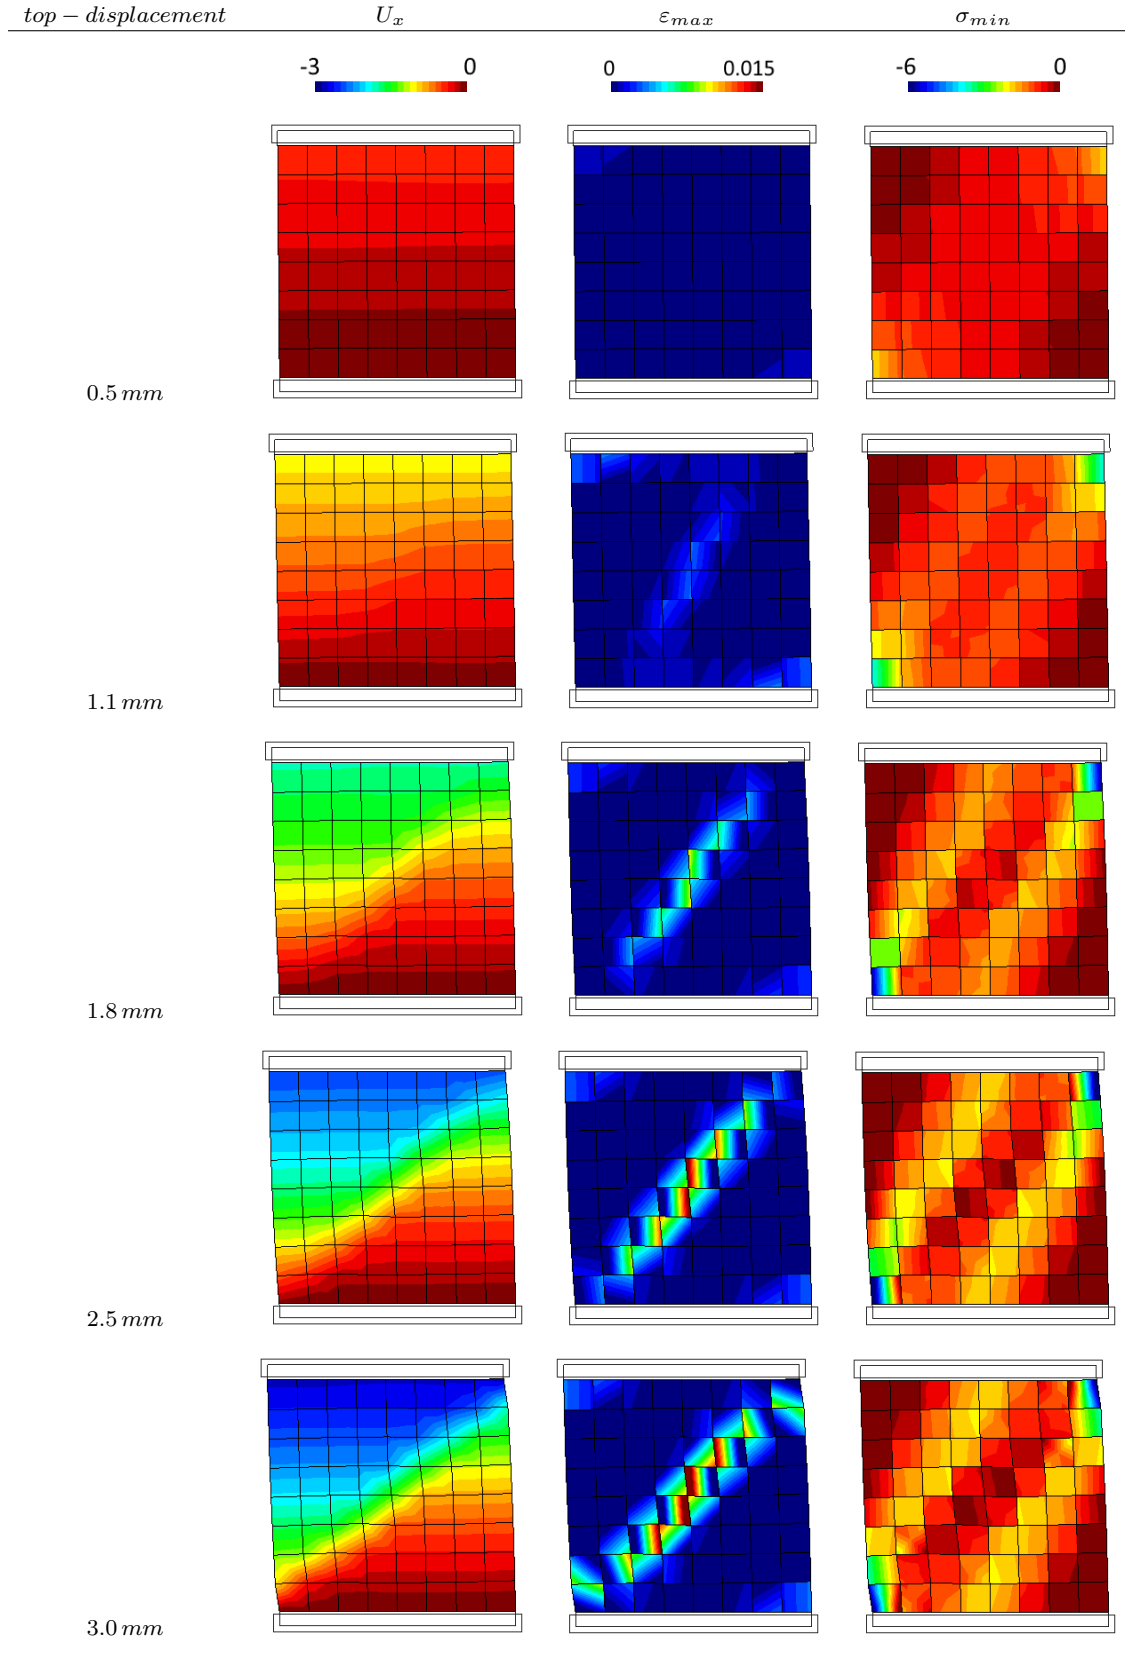 top – displacement U_x ε_max σ_min
-3 0 0 0.015 -6 0
0.5 mm
1.1 mm
1.8 mm
2.5 mm
3.0 mm